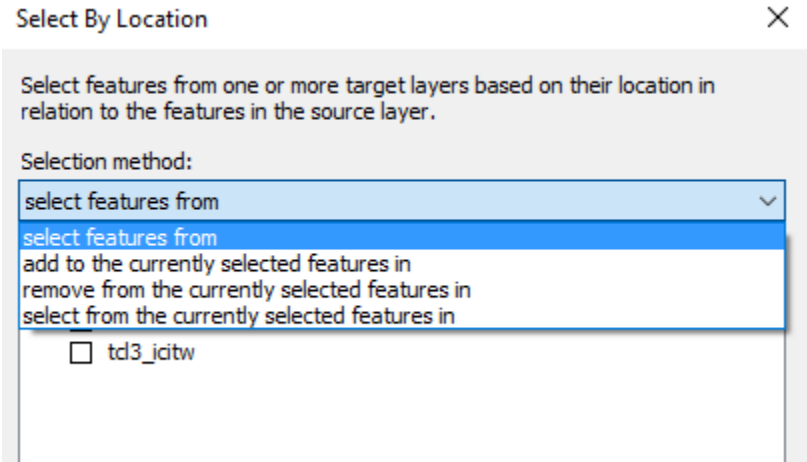 Select By Location
Select features from one or more target layers based on their location in
relation to the features in the source layer.
Selection method:
select features from
select features from
add to the currently selected features in
remove from the currently selected features in
select from the currently selected features in
tcl3_icitw